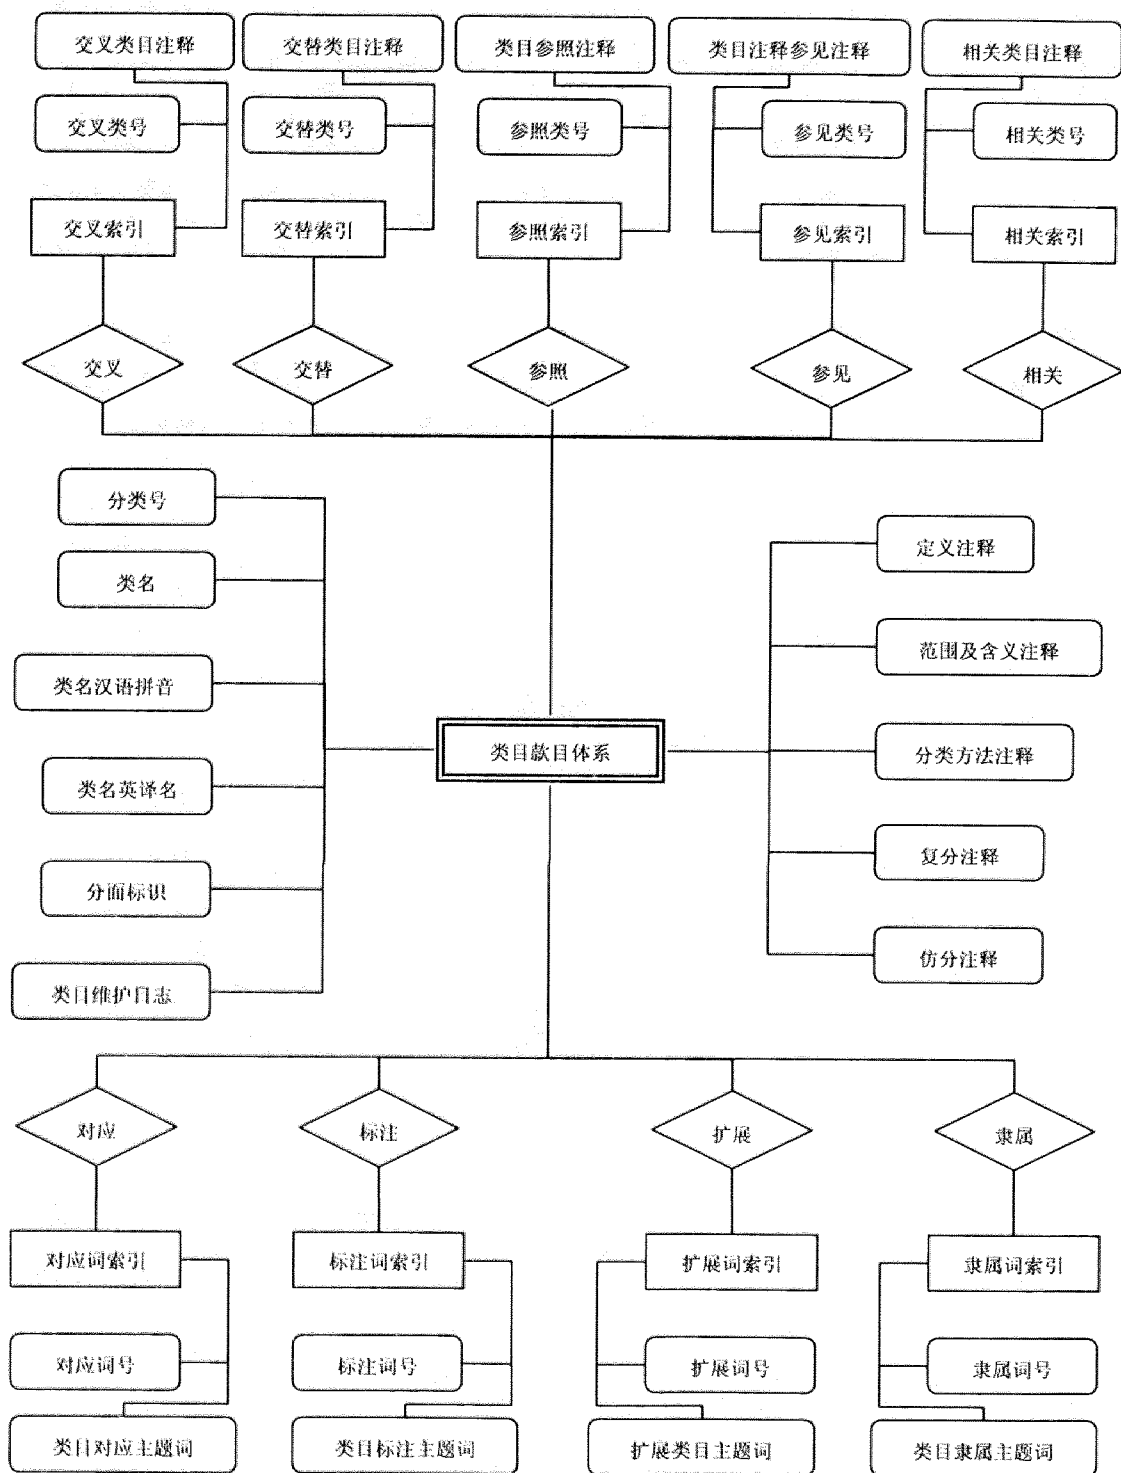 交叉类目注释
交替类目注释
类目参照注释
类目注释参见注释
相关类目注释
交叉类号
交替类号
参照类号
参见类号
相关类号
交叉索引
交替索引
参照索引
参见索引
相关索引
交叉
交替
参照
参见
相关
分类号
定义注释
类名
范围及含义注释
类名汉语拼音
类目款目体系
分类方法注释
类名英译名
复分注释
分面标识
仿分注释
类目维护日志
对应
标注
扩展
隶属
对应词索引
标注词索引
扩展词索引
隶属词索引
对应词号
标注词号
扩展词号
隶属词号
类目对应主题词
类目标注主题词
扩展类目主题词
类目隶属主题词